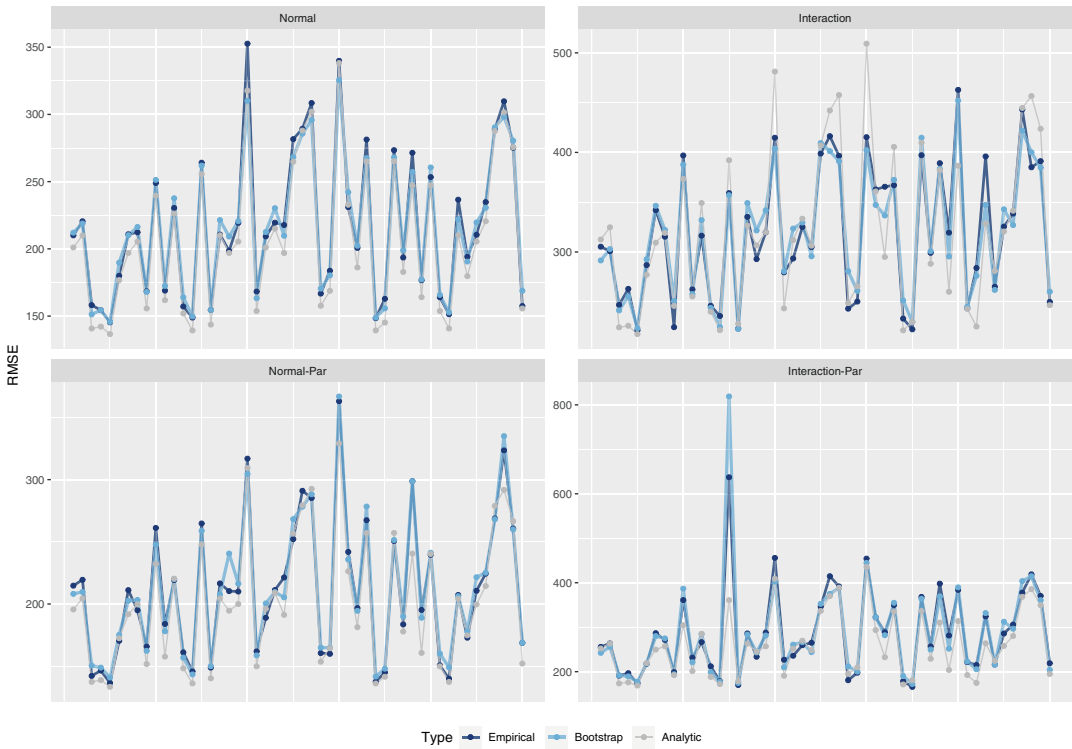 Normal
Interaction
350
300
250
200
150
500
400
300
RMSE
Normal-Par
Interaction-Par
300
200
800
600
400
200
Type Empirical Bootstrap Analytic